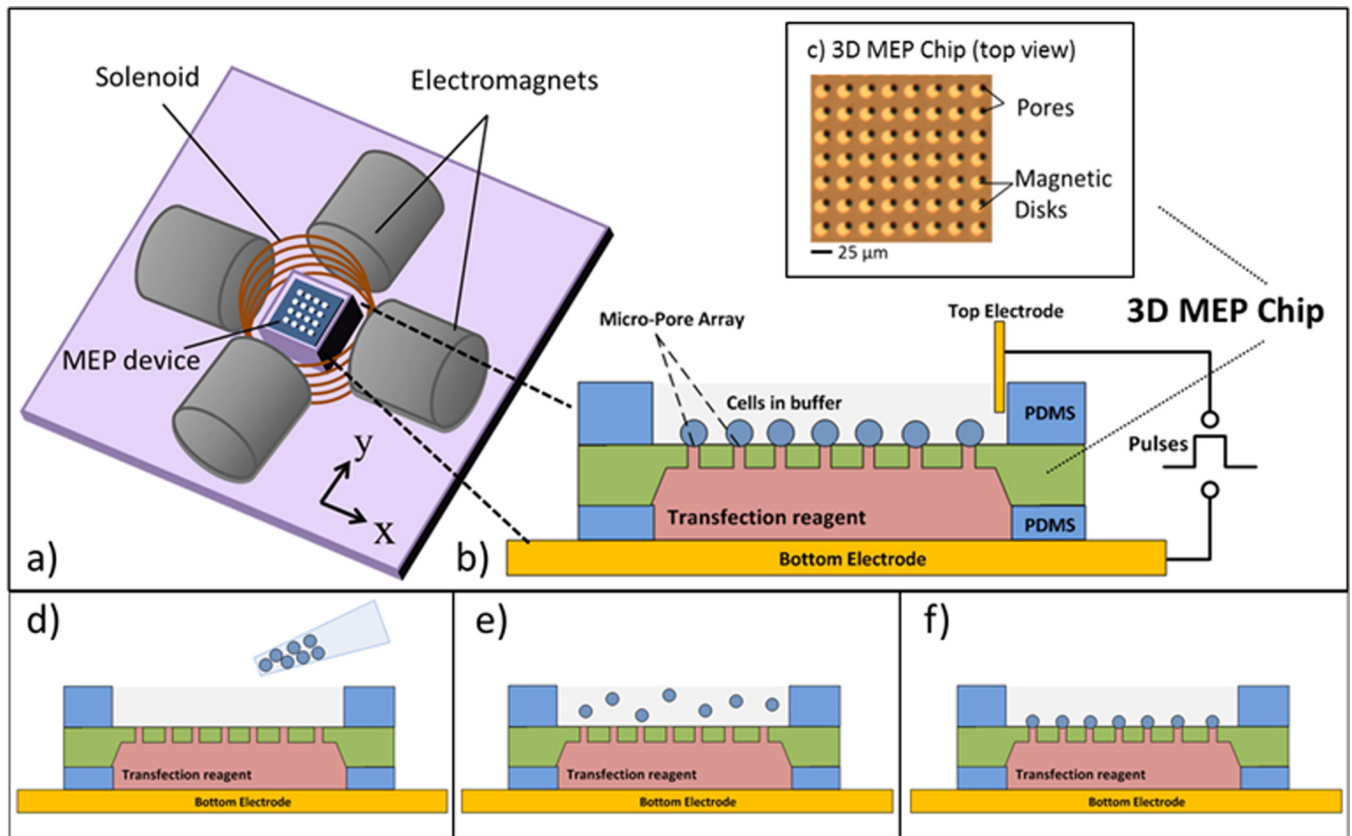 Solenoid
Electromagnets
MEP device
y
x
a)
c) 3D MEP Chip (top view)
Pores
Magnetic
Disks
25 µm
3D MEP Chip
Micro-Pore Array
Top Electrode
Cells in buffer
PDMS
Pulses
Transfection reagent
PDMS
b)
Bottom Electrode
d)
Transfection reagent
Bottom Electrode
e)
Transfection reagent
Bottom Electrode
f)
Transfection reagent
Bottom Electrode